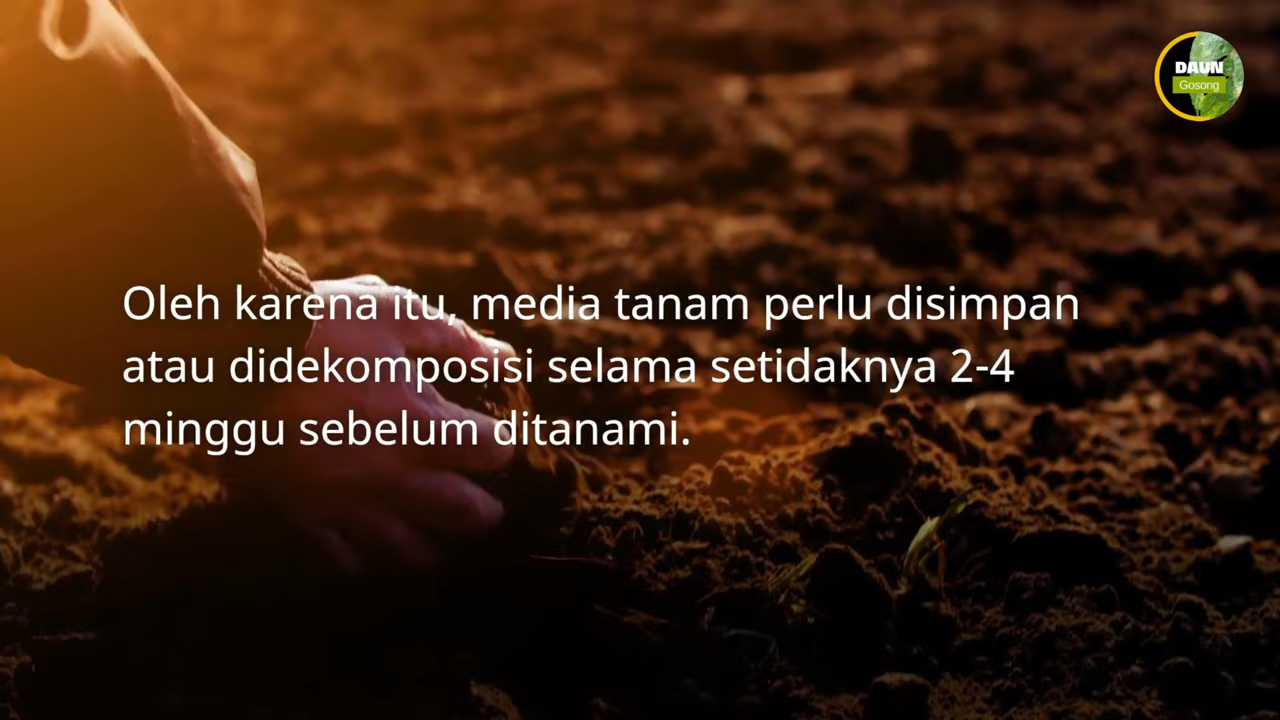 DAUN
Gosong
Oleh karena itu, media tanam perlu disimpan
atau didekomposisi selama setidaknya 2-4
minggu sebelum ditanami.